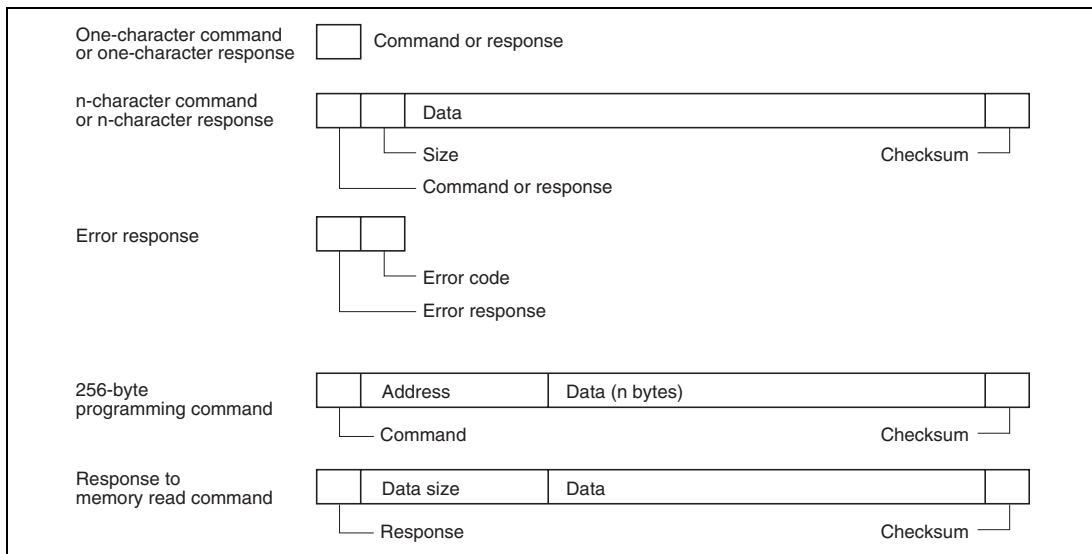 One-character command
or one-character response
Command or response
n-character command
or n-character response
Data
Size
Checksum
Command or response
Error response
Error code
Error response
256-byte
programming command
Address
Data (n bytes)
Command
Checksum
Response to
memory read command
Data size
Data
Response
Checksum